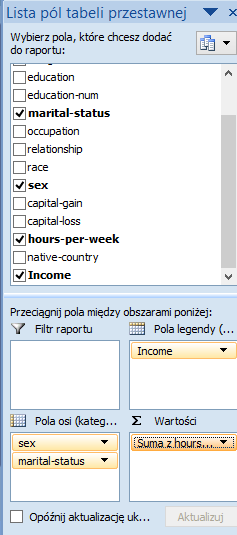 Lista pól tabeli przestawnej
Wybierz pola, które chcesz dodać
do raportu:
education
education-num
marital-status
occupation
relationship
race
sex
capital-gain
capital-loss
hours-per-week
native-country
Income
Przeciągnij pola między obszarami poniżej:
Filtr raportu
Pola legendy (...
Income
Pola osi (kateg...
Σ Wartości
sex
Suma z hours...
marital-status
Opóźnij aktualizację uk...
Aktualizuj